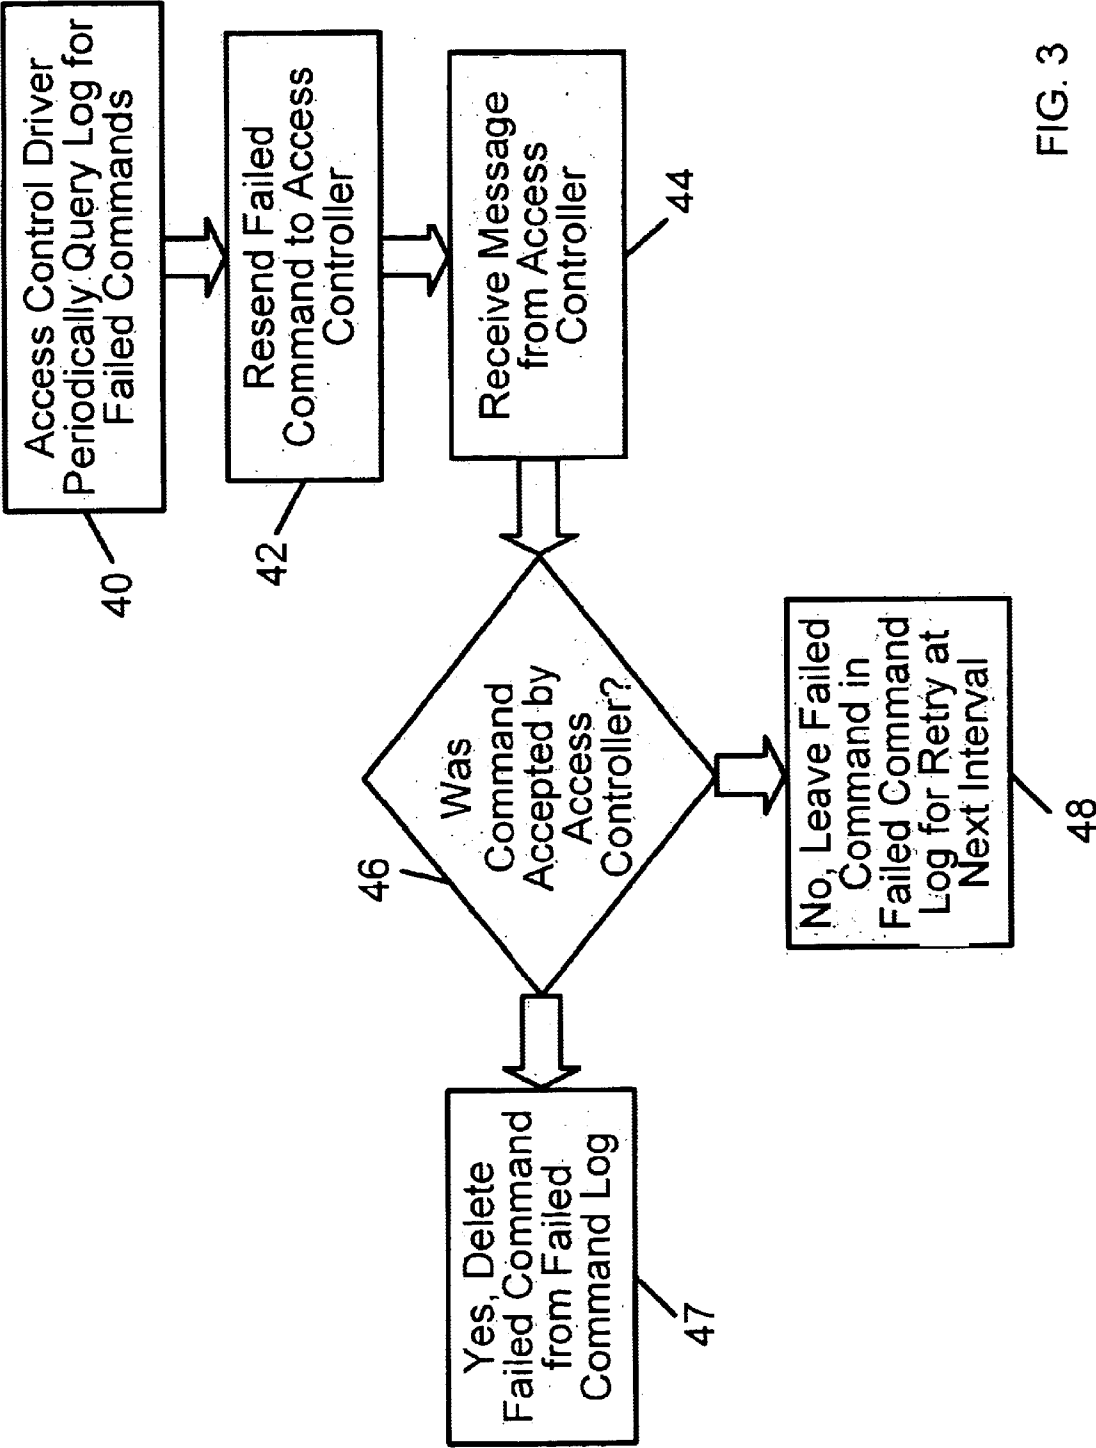 Access Control Driver
Periodically Query Log for
Failed Commands
40
Resend Failed
Command to Access
Controller
42
Receive Message
from Access
Controller
44
Was
Command
Accepted by
Access
Controller?
46
Yes, Delete
Failed Command
from Failed
Command Log
47
No, Leave Failed
Command in
Failed Command
Log for Retry at
Next Interval
48
FIG. 3